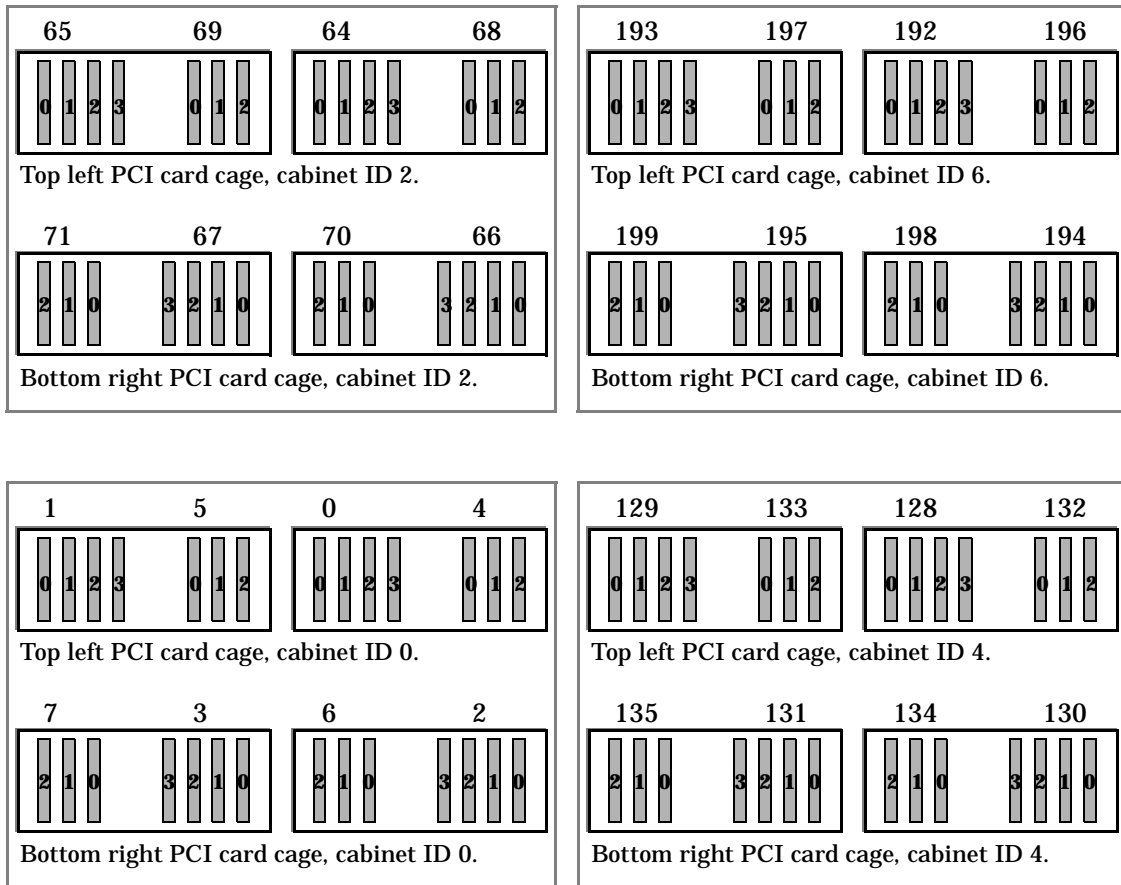 65 69 64 68
0 1 2 3 0 1 2 0 1 2 3 0 1 2
Top left PCI card cage, cabinet ID 2.
71 67 70 66
2 1 0 3 2 1 0 2 1 0 3 2 1 0
Bottom right PCI card cage, cabinet ID 2.
193 197 192 196
0 1 2 3 0 1 2 0 1 2 3 0 1 2
Top left PCI card cage, cabinet ID 6.
199 195 198 194
2 1 0 3 2 1 0 2 1 0 3 2 1 0
Bottom right PCI card cage, cabinet ID 6.
1 5 0 4
0 1 2 3 0 1 2 0 1 2 3 0 1 2
Top left PCI card cage, cabinet ID 0.
7 3 6 2
2 1 0 3 2 1 0 2 1 0 3 2 1 0
Bottom right PCI card cage, cabinet ID 0.
129 133 128 132
0 1 2 3 0 1 2 0 1 2 3 0 1 2
Top left PCI card cage, cabinet ID 4.
135 131 134 130
2 1 0 3 2 1 0 2 1 0 3 2 1 0
Bottom right PCI card cage, cabinet ID 4.